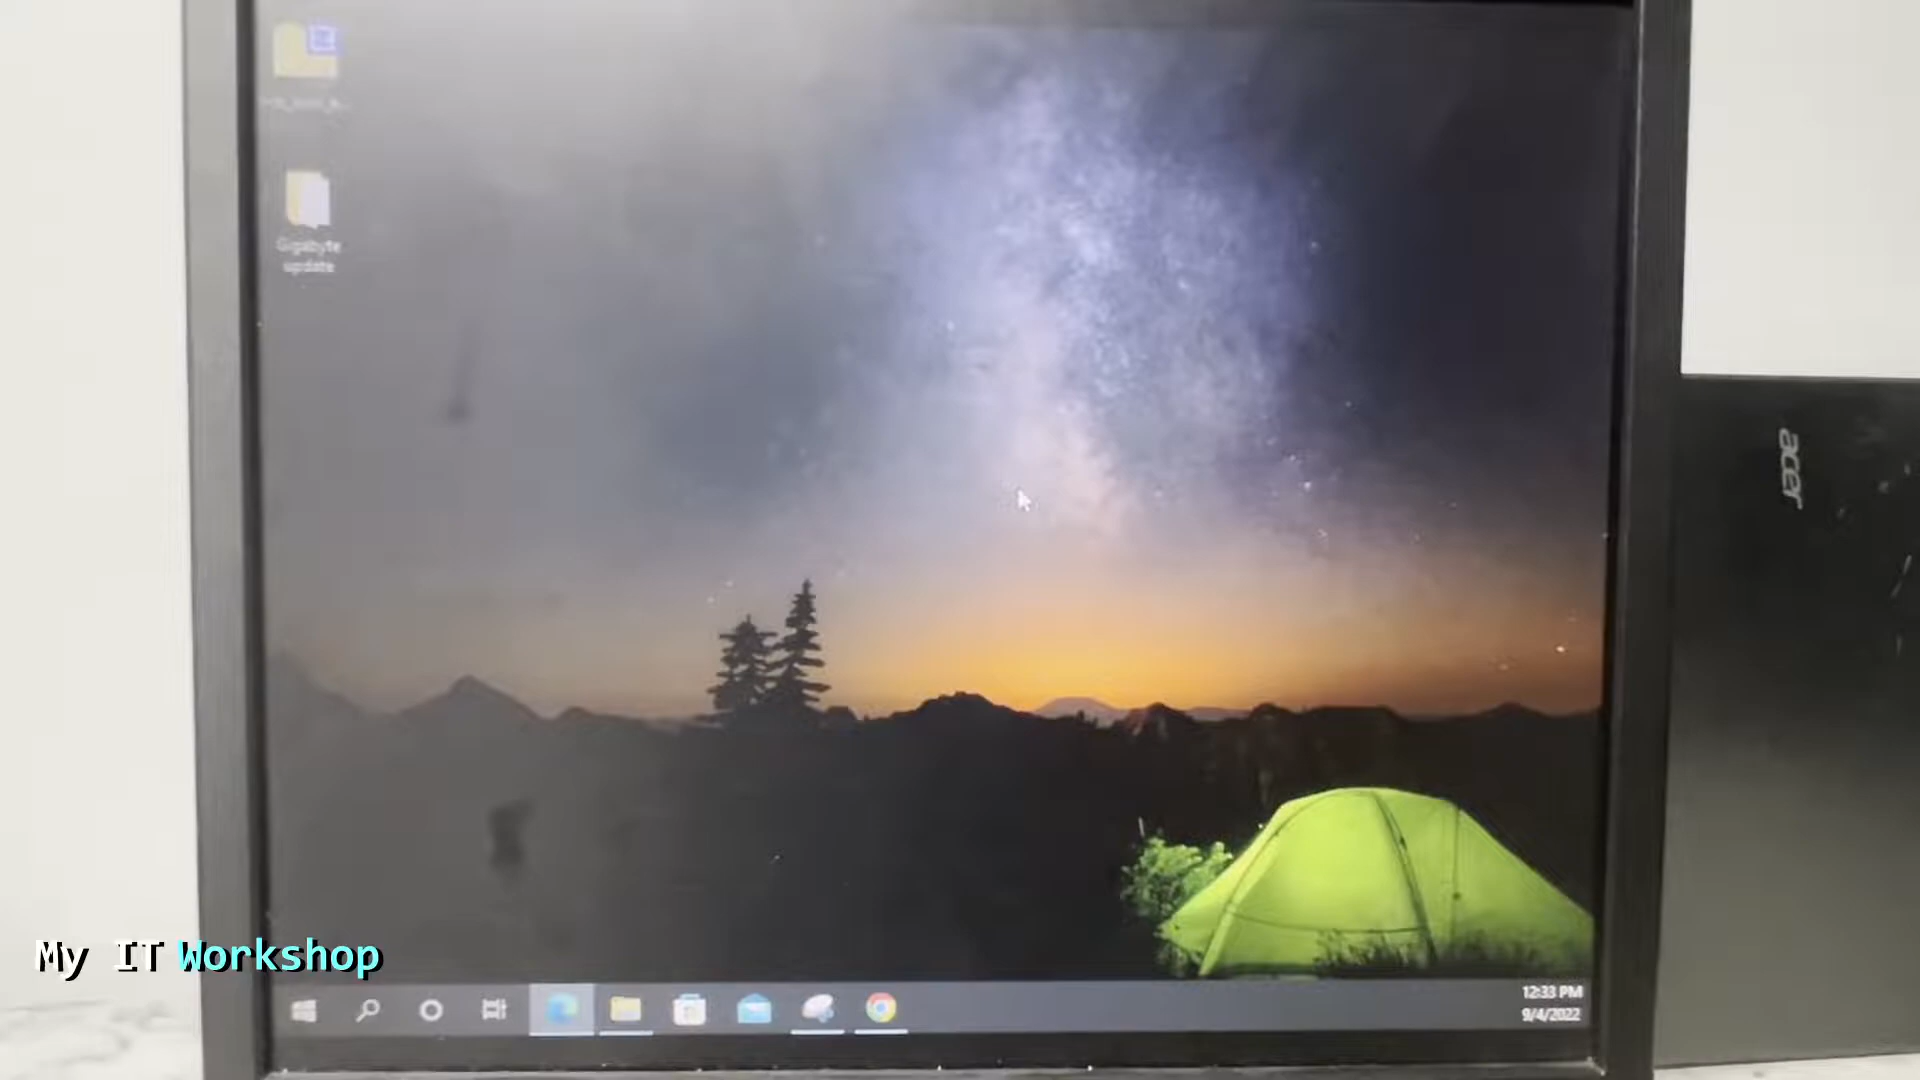 Gigabyte
update
acer
My IT Workshop
12:33 PM
9/4/2022